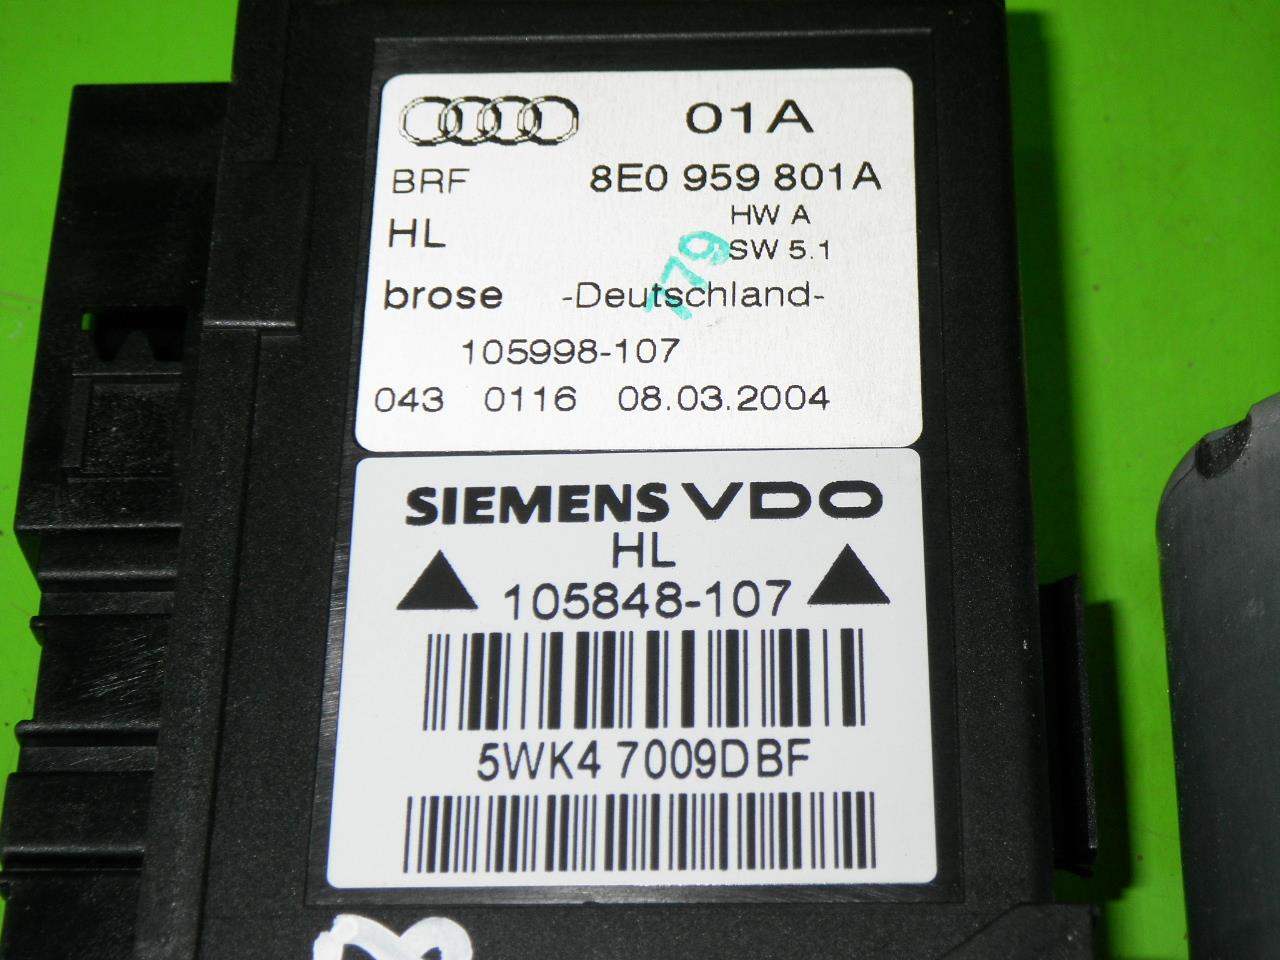 01A
BRF 8E0 959 801A
HW A
HL
SW 5.1
779
brose -Deutschland-
105998-107
043 0116 08.03.2004
SIEMENS VDO
HL
105848-107
5WK4 7009DBF